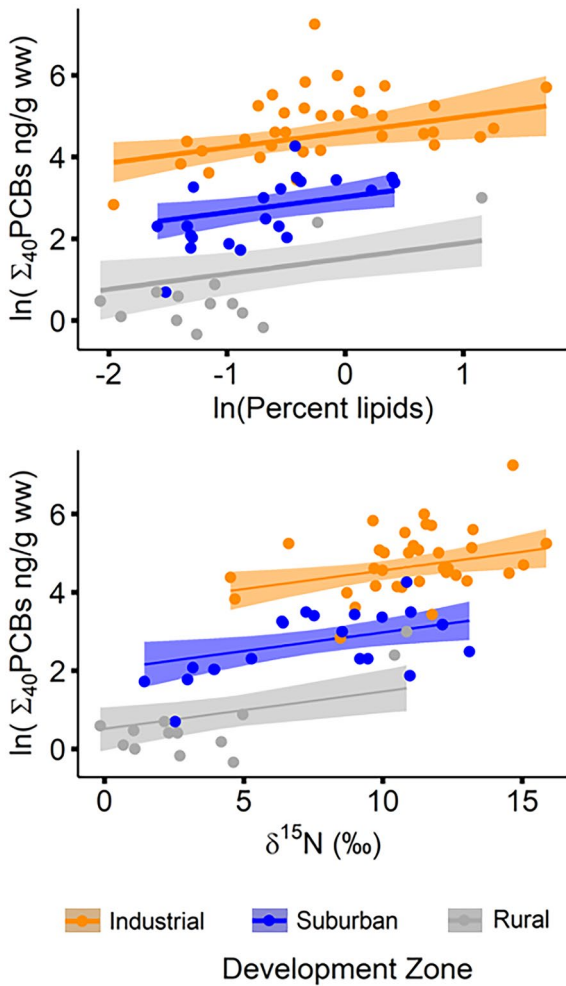 ln( Σ40PCBs ng/g ww)
6
4
2
0
-2 -1 0 1
ln(Percent lipids)
ln( Σ40PCBs ng/g ww)
6
4
2
0
0 5 10 15
δ15N (‰)
Industrial Suburban Rural
Development Zone